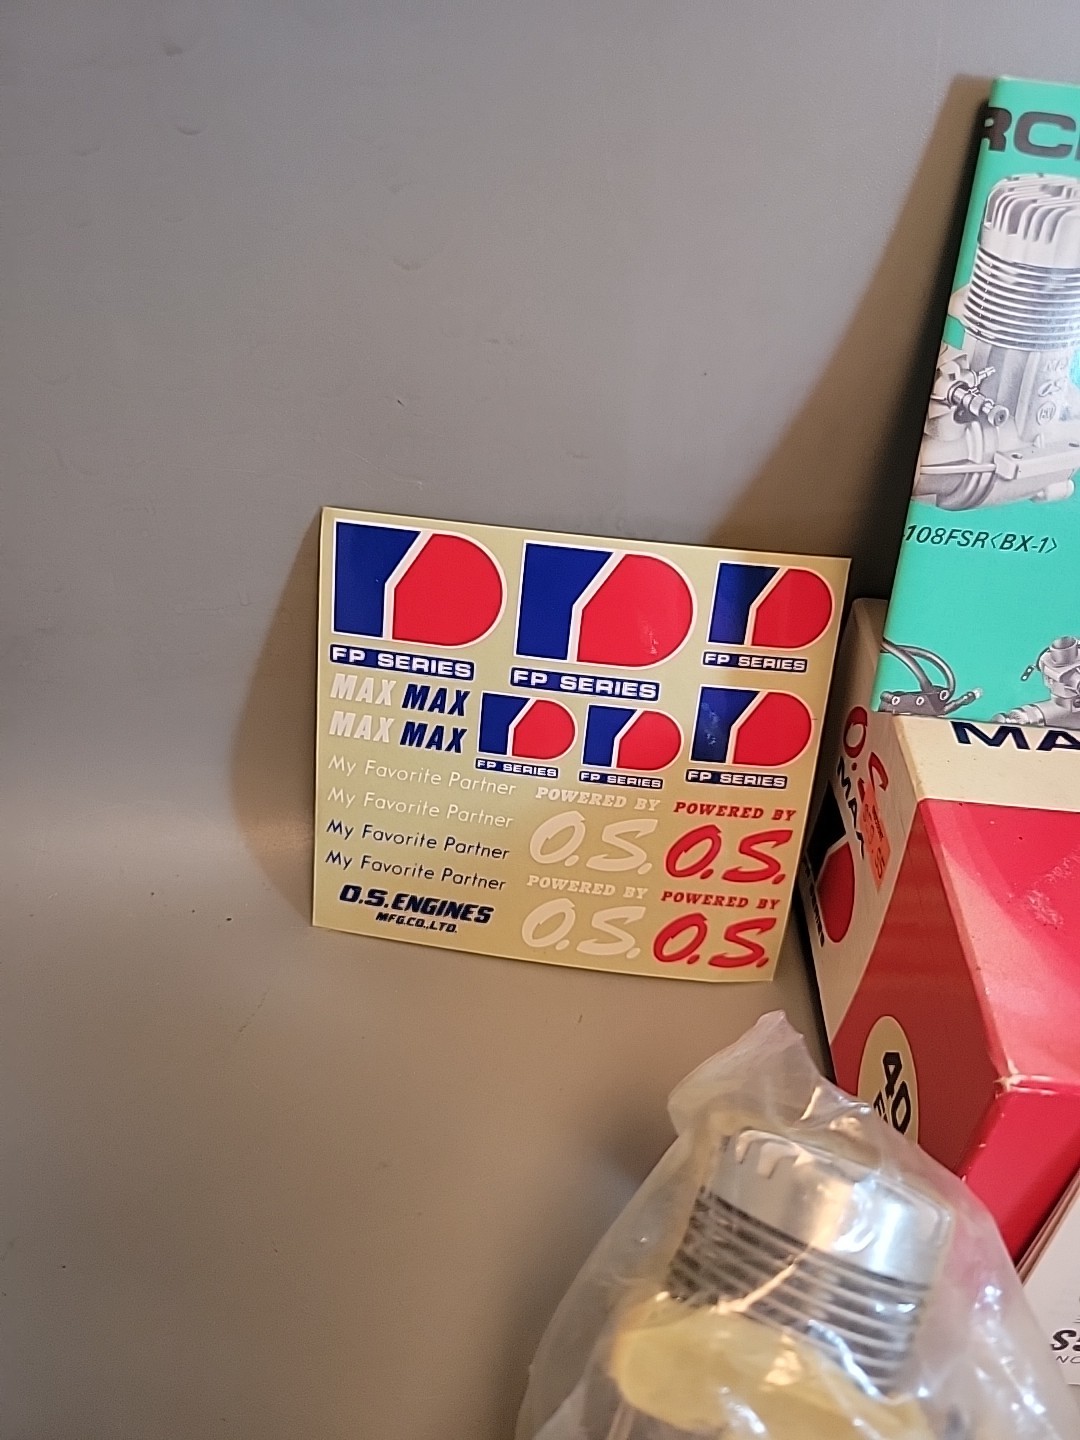 108FSR<BX-1>
FP SERIES
FP SERIES
FP SERIES
MAX MAX
MAX MAX
FP SERIES
FP SERIES
FP SERIES
My Favorite Partner
My Favorite Partner
My Favorite Partner
My Favorite Partner
O.S. ENGINES
MFG.CO.,LTD.
POWERED BY
O.S.
POWERED BY
O.S.
POWERED BY
O.S.
POWERED BY
O.S.
O.S
MAX
MA
40